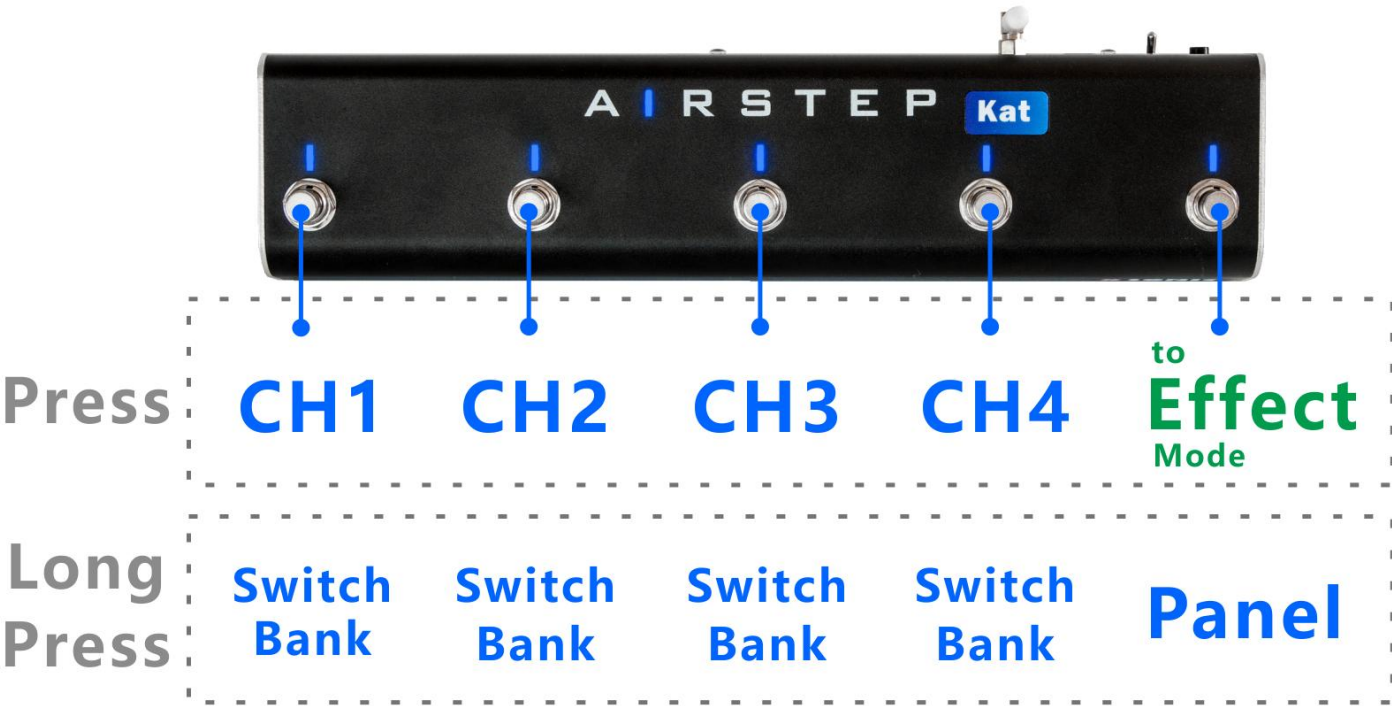 AIRSTEP Kat
to
Press CH1 CH2 CH3 CH4 Effect
Mode
Long Switch Switch Switch Switch Panel
Press Bank Bank Bank Bank